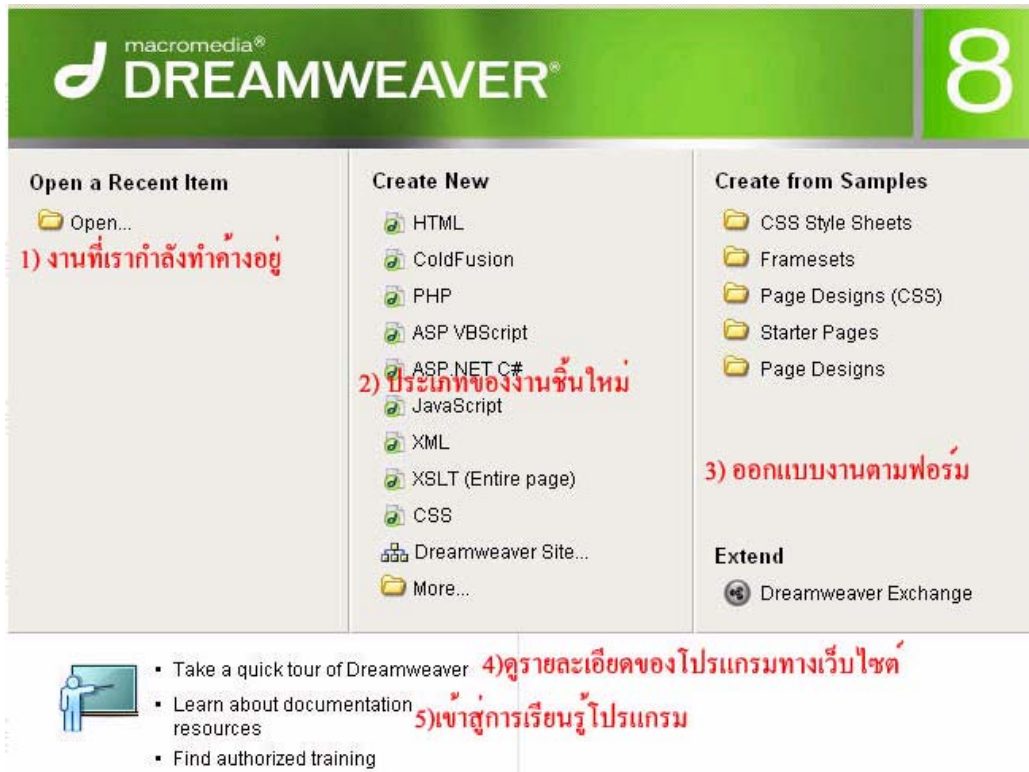 macromedia®
DREAMWEAVER®
8
Open a Recent Item
Open...
1) งานที่เรากำลังทำค้างอยู่
Create New
HTML
ColdFusion
PHP
ASP VBScript
ASP.NET C#
2) ประเภทของงานชิ้นใหม่
JavaScript
XML
XSLT (Entire page)
CSS
Dreamweaver Site...
More...
Create from Samples
CSS Style Sheets
Framesets
Page Designs (CSS)
Starter Pages
Page Designs
3) ออกแบบงานตามฟอร์ม
Extend
Dreamweaver Exchange
▪ Take a quick tour of Dreamweaver 4)ดูรายละเอียดของโปรแกรมทางเว็บไซต์
▪ Learn about documentation
resources
5)เข้าสู่การเรียนรู้โปรแกรม
▪ Find authorized training